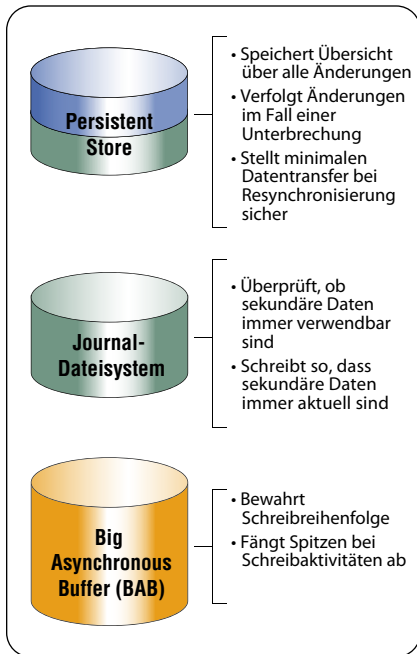 Persistent
Store
• Speichert Übersicht
über alle Änderungen
• Verfolgt Änderungen
im Fall einer
Unterbrechung
• Stellt minimalen
Datentransfer bei
Resynchronisierung
sicher
Journal-
Dateisystem
• Überprüft, ob
sekundäre Daten
immer verwendbar
sind
• Schreibt so, dass
sekundäre Daten
immer aktuell sind
Big
Asynchronous
Buffer (BAB)
• Bewahrt
Schreibreihenfolge
• Fängt Spitzen bei
Schreibaktivitäten ab